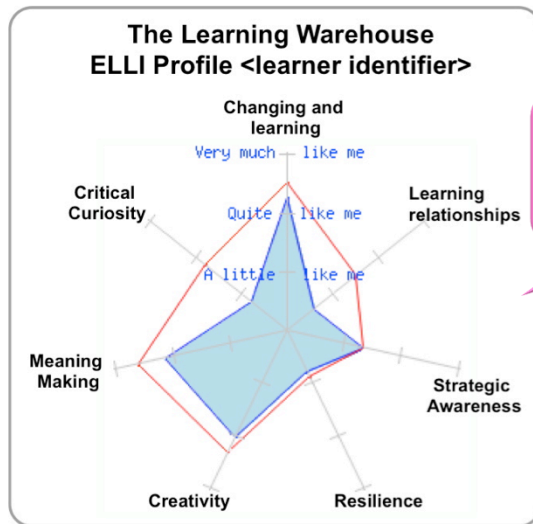 The Learning Warehouse
ELLI Profile <learner identifier>
Changing and
learning
Very much like me
Critical
Curiosity
Learning
relationships
Quite like me
A little like me
Meaning
Making
Strategic
Awareness
Creativity
Resilience